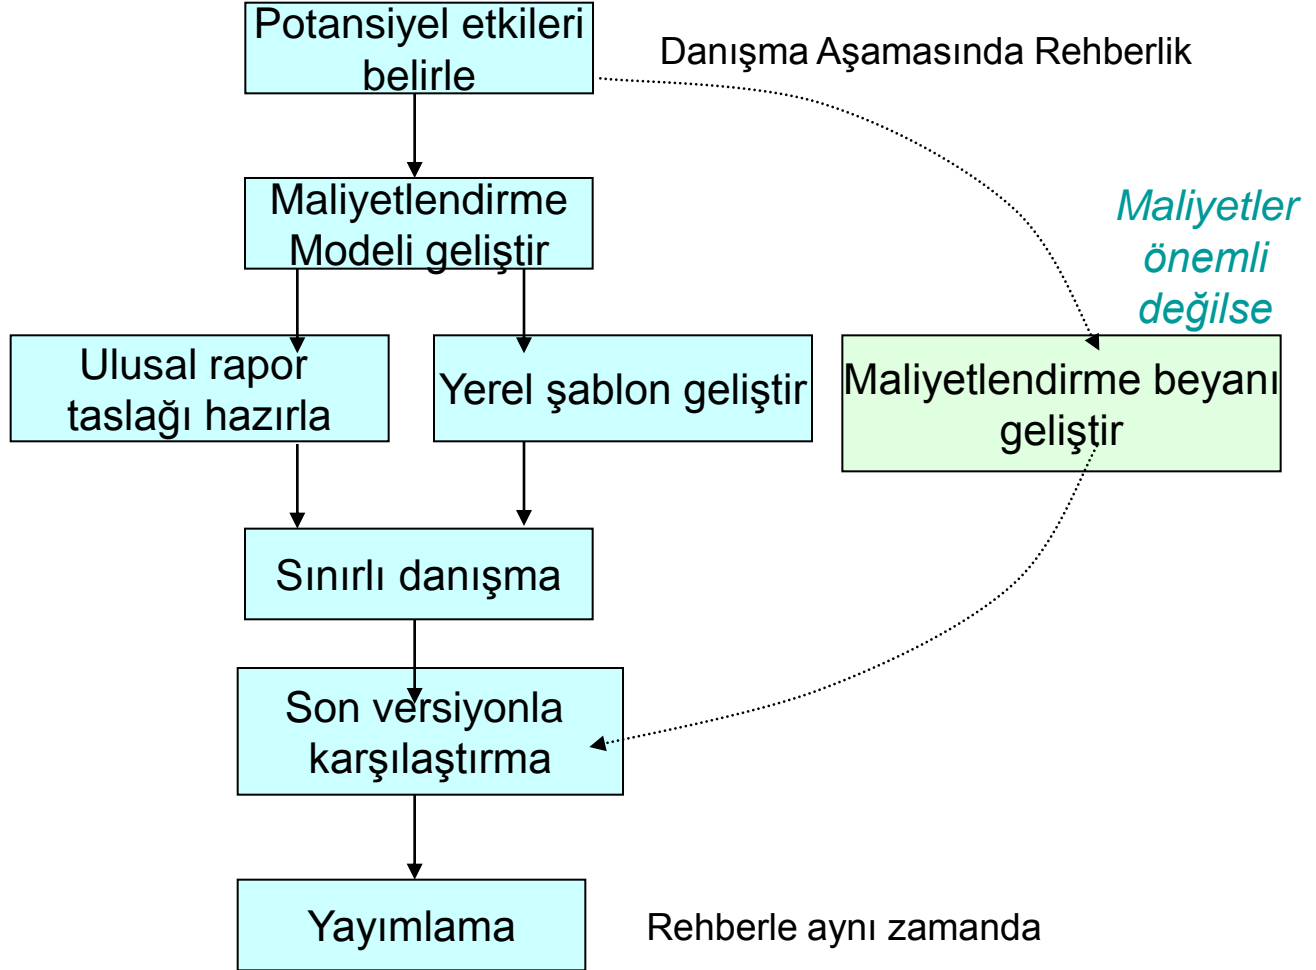 Potansiyel etkileri
belirle
Danışma Aşamasında Rehberlik
Maliyetlendirme
Modeli geliştir
Maliyetler
önemli
değilse
Ulusal rapor
taslağı hazırla
Yerel şablon geliştir
Maliyetlendirme beyanı
geliştir
Sınırlı danışma
Son versiyonla
karşılaştırma
Yayımlama
Rehberle aynı zamanda